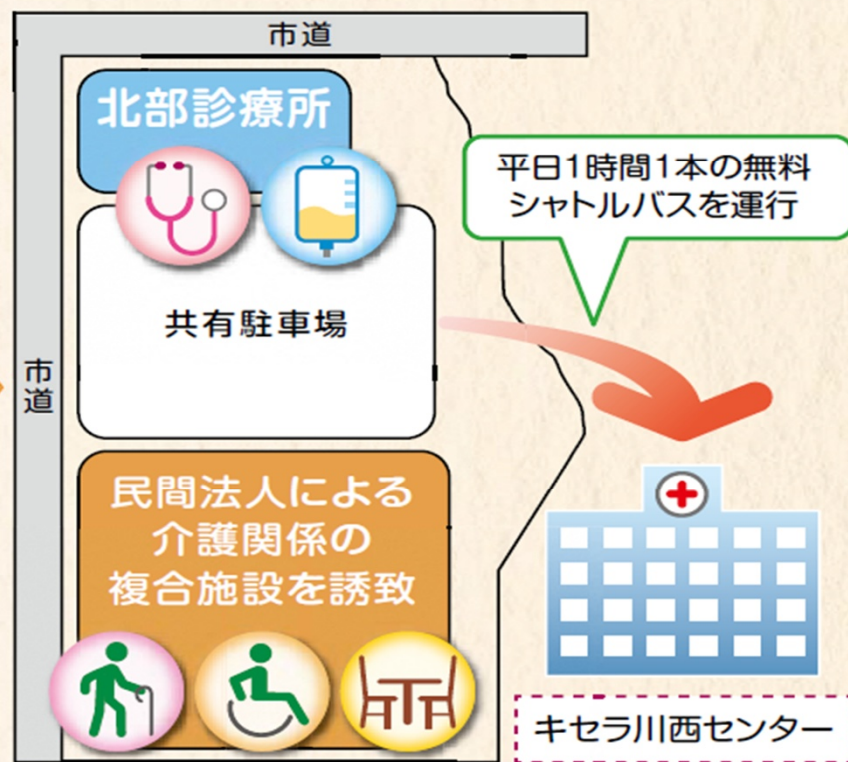 市道
北部診療所
平日1時間1本の無料
シャトルバスを運行
共有駐車場
市道
民間法人による
介護関係の
複合施設を誘致
キセラ川西センター